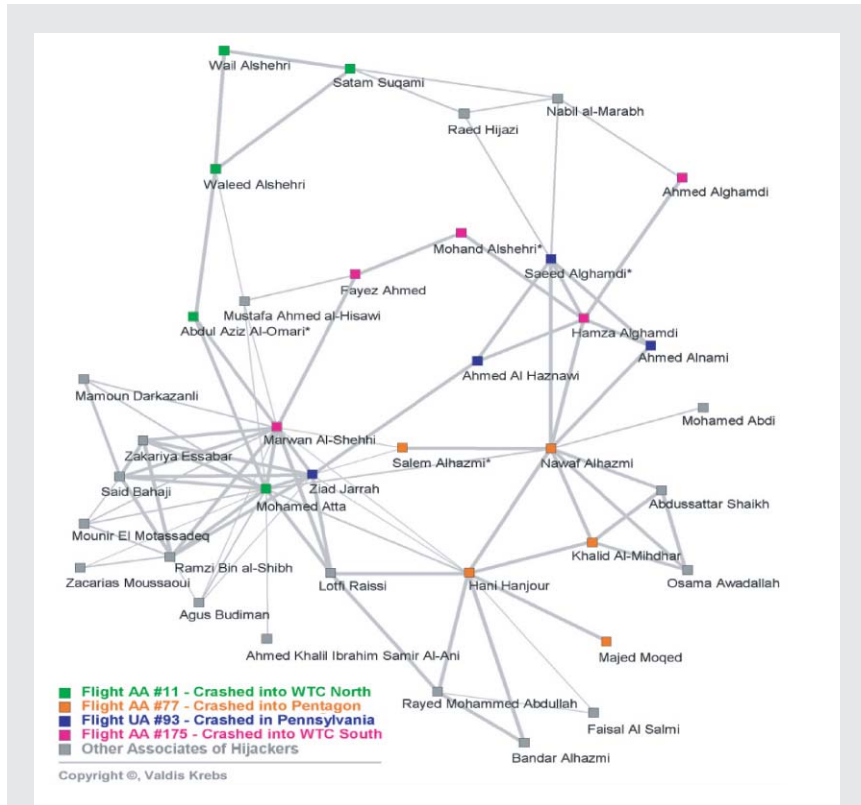 Wail Alshehri
Satam Suqami
Nabil al-Marabh
Raed Hijazi
Waleed Alshehri
Ahmed Alghamdi
Mohand Alshehri*
Saeed Alghamdi*
Fayez Ahmed
Mustafa Ahmed al-Hisawi
Abdul Aziz Al-Omari*
Hamza Alghamdi
Ahmed Alnami
Ahmed Al Haznawi
Mamoun Darkazanli
Mohamed Abdi
Marwan Al-Shehhi
Zakariya Essabar
Salem Alhazmi*
Nawaf Alhazmi
Said Bahaji
Ziad Jarrah
Mohamed Atta
Abdussattar Shaikh
Mounir El Motassadeq
Khalid Al-Mihdhar
Ramzi Bin al-Shibh
Zacarias Moussaoui
Lotfi Raissi
Hani Hanjour
Osama Awadallah
Agus Budiman
Ahmed Khalil Ibrahim Samir Al-Ani
Majed Moqed
Flight AA #11 - Crashed into WTC North
Rayed Mohammed Abdullah
Flight AA #77 - Crashed into Pentagon
Flight UA #93 - Crashed in Pennsylvania
Faisal Al Salmi
Flight AA #175 - Crashed into WTC South
Other Associates of Hijackers
Bandar Alhazmi
Copyright ©, Valdis Krebs